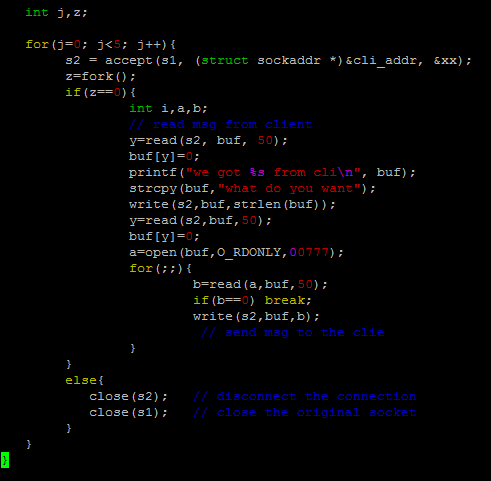 int j,z;
for(j=0; j<5; j++){
s2 = accept(s1, (struct sockaddr *)&cli_addr, &xx);
z=fork();
if(z==0){
int i,a,b;
// read msg from client
y=read(s2, buf, 50);
buf[y]=0;
printf("we got %s from cli\n", buf);
strcpy(buf,"what do you want");
write(s2,buf,strlen(buf));
y=read(s2,buf,50);
buf[y]=0;
a=open(buf,O_RDONLY,00777);
for(;;){
b=read(a,buf,50);
if(b==0) break;
write(s2,buf,b);
// send msg to the clie
}
}
else{
close(s2);   // disconnect the connection
close(s1);   // close the original socket
}
}
}